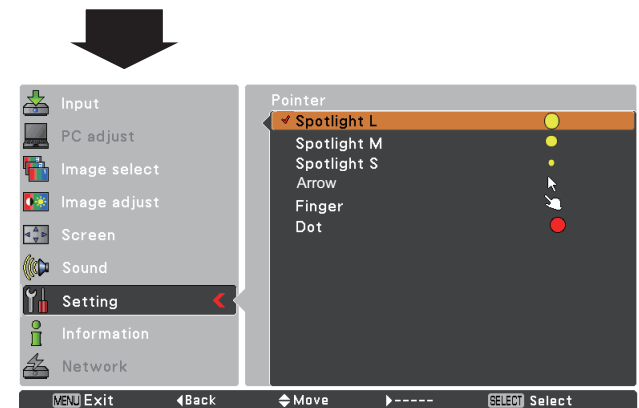 Input
PC adjust
Image select
Image adjust
Screen
Sound
Setting
Information
Network
Pointer
Spotlight L
Spotlight M
Spotlight S
Arrow
Finger
Dot
MENU Exit Back Move ----- SELECT Select